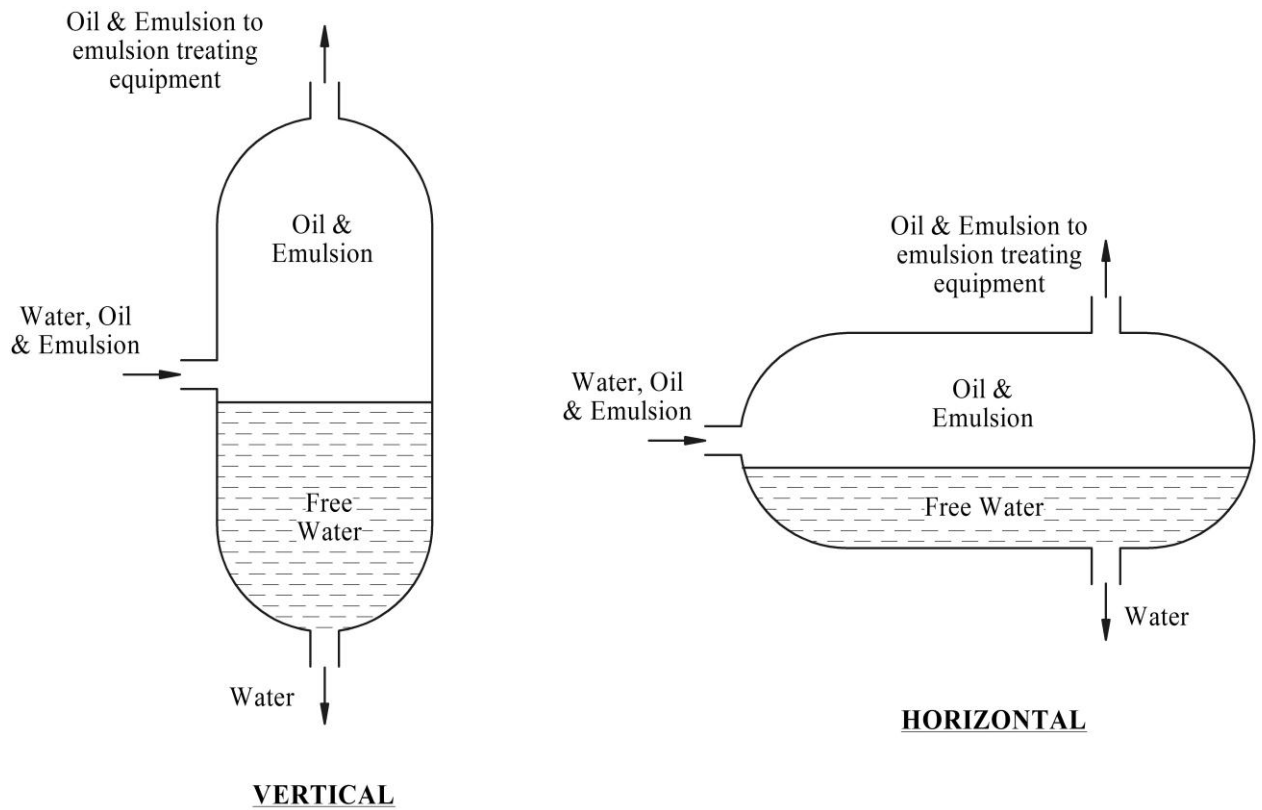 Oil & Emulsion to
emulsion treating
equipment
Oil &
Emulsion
Water, Oil
& Emulsion
Free
Water
Water
VERTICAL
Oil & Emulsion to
emulsion treating
equipment
Water, Oil
& Emulsion
Oil &
Emulsion
Free Water
Water
HORIZONTAL